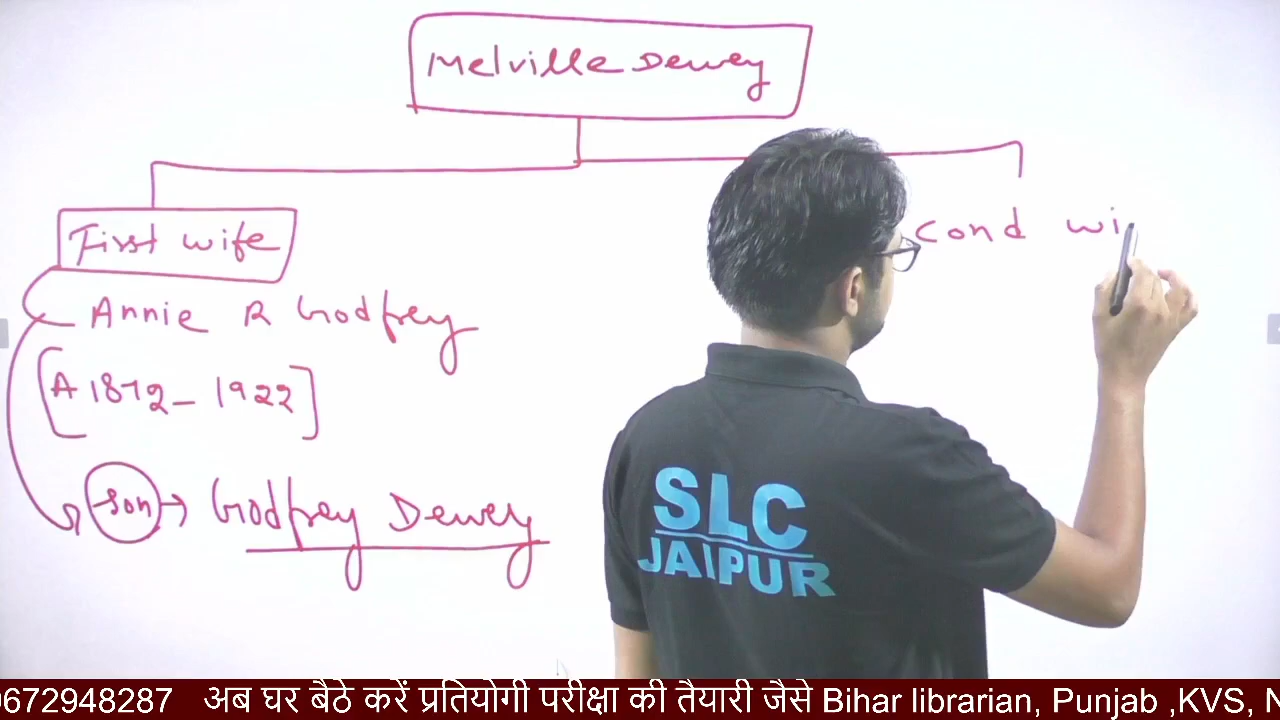 Melville Dewey
First wife
cond wi
Annie R Godfrey
[A 1872 - 1922]
son → Godfrey Dewey
SLC
JAIPUR
9672948287 अब घर बैठे करें प्रतियोगी परीक्षा की तैयारी जैसे Bihar librarian, Punjab ,KVS, N